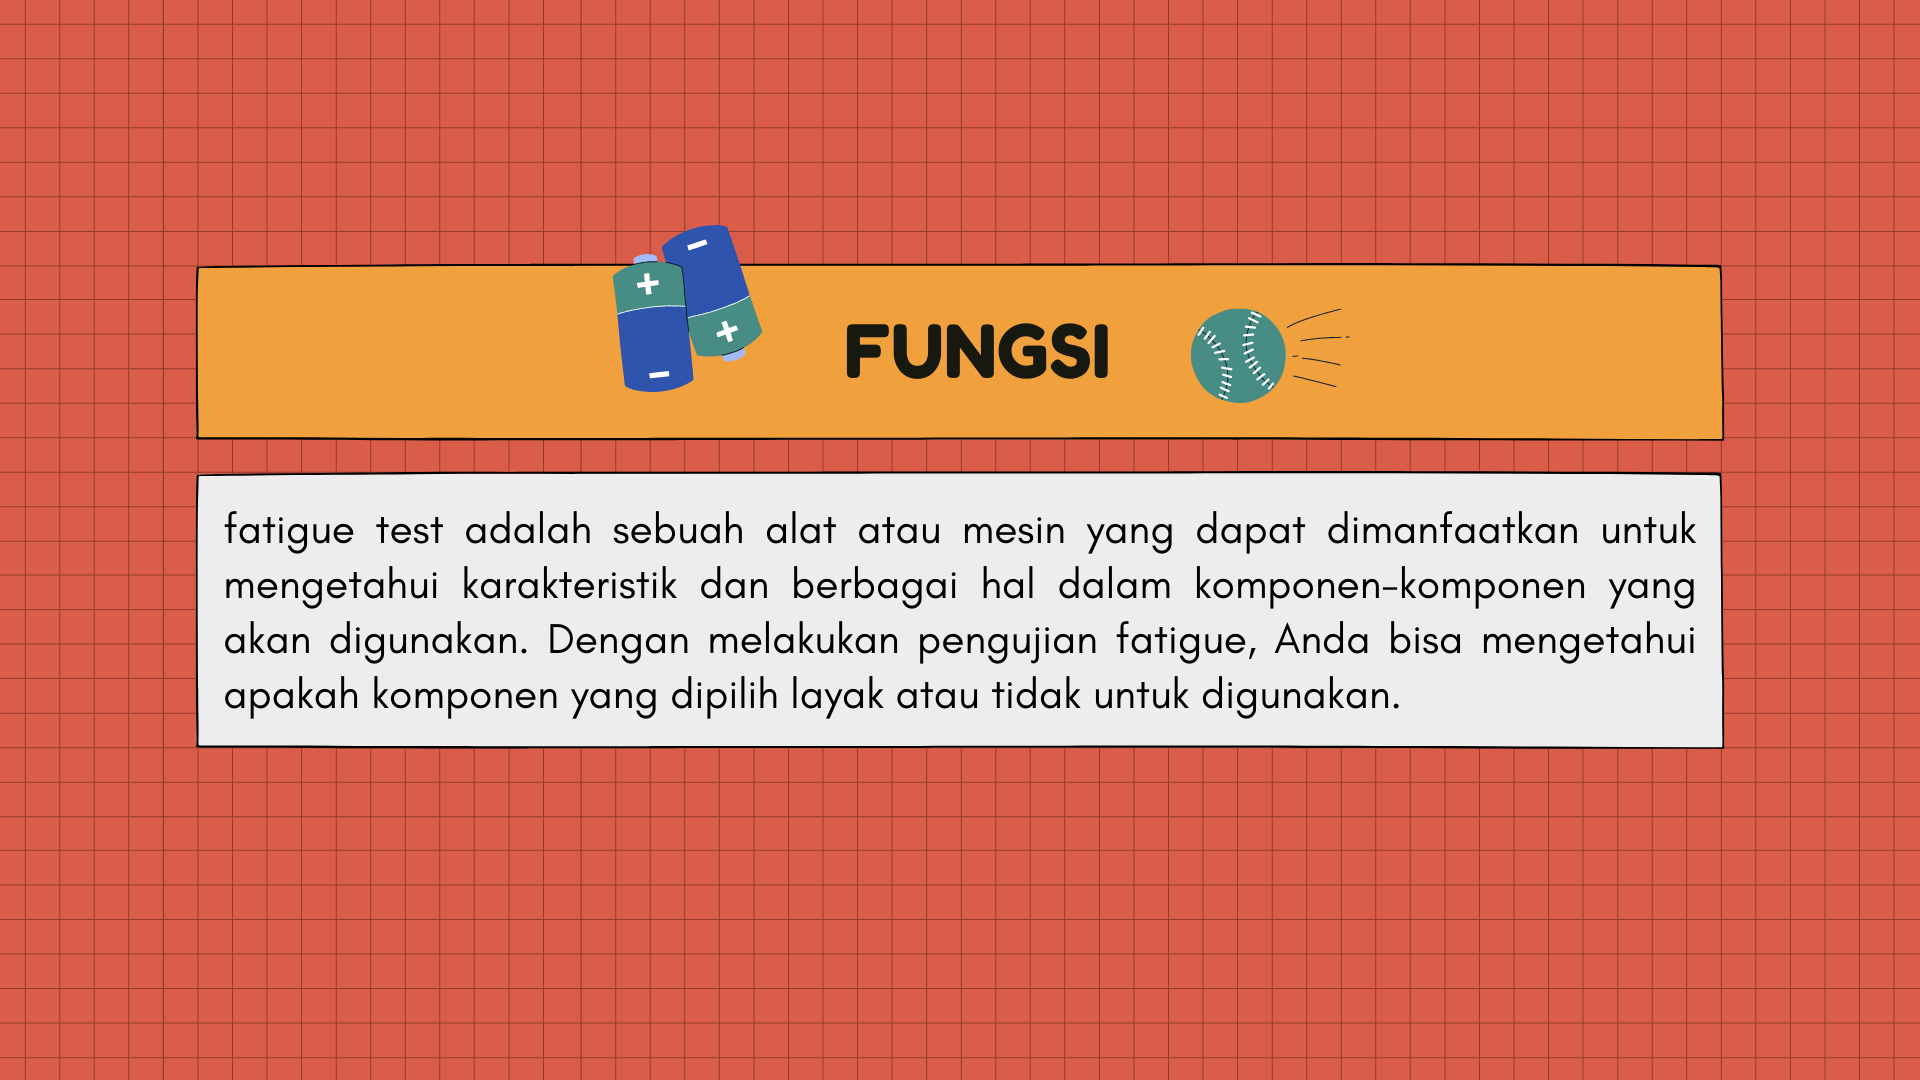 FUNGSI
fatigue test adalah sebuah alat atau mesin yang dapat dimanfaatkan untuk
mengetahui karakteristik dan berbagai hal dalam komponen-komponen yang
akan digunakan. Dengan melakukan pengujian fatigue, Anda bisa mengetahui
apakah komponen yang dipilih layak atau tidak untuk digunakan.